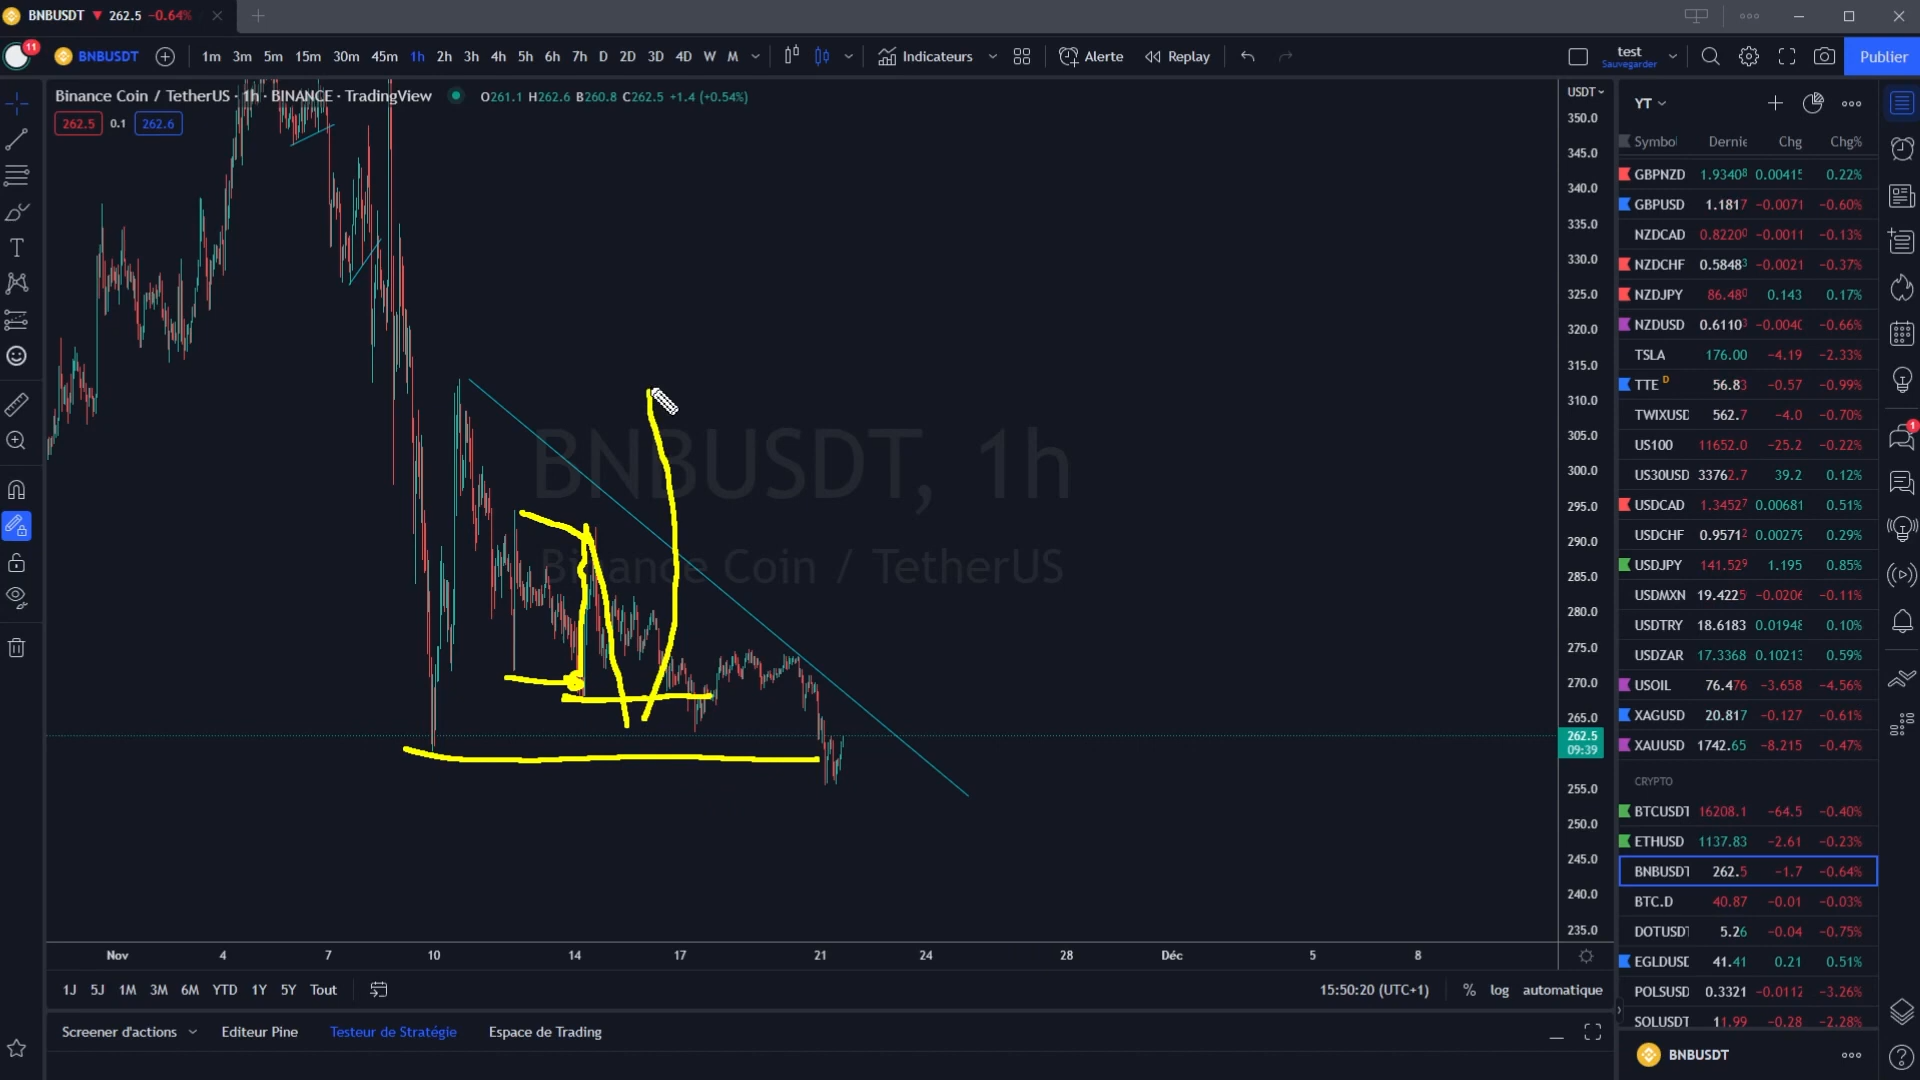 BNBUSDT ▼ 262.5 −0.64%
11
BNBUSDT 1m 3m 5m 15m 30m 45m 1h 2h 3h 4h 5h 6h 7h D 2D 3D 4D W M Indicateurs Alerte Replay test Sauvegarder Publier
Binance Coin / TetherUS · 1h · BINANCE · TradingView O261.1 H262.6 B260.8 C262.5 +1.4 (+0.54%)
262.5 0.1 262.6
BNBUSDT, 1h
Binance Coin / TetherUS
USDT
350.0
345.0
340.0
335.0
330.0
325.0
320.0
315.0
310.0
305.0
300.0
295.0
290.0
285.0
280.0
275.0
270.0
265.0
262.5
09:39
255.0
250.0
245.0
240.0
235.0
Nov 4 7 10 14 17 21 24 28 Déc 5 8
1J 5J 1M 3M 6M YTD 1Y 5Y Tout 15:50:20 (UTC+1) % log automatique
Screener d'actions Editeur Pine Testeur de Stratégie Espace de Trading
YT
Symbol Dernie Chg Chg%
GBPNZD 1.93408 0.00415 0.22%
GBPUSD 1.1817 −0.0071 −0.60%
NZDCAD 0.82200 −0.0011 −0.13%
NZDCHF 0.58483 −0.0021 −0.37%
NZDJPY 86.480 0.143 0.17%
NZDUSD 0.61103 −0.0040 −0.66%
TSLA 176.00 −4.19 −2.33%
TTE D 56.83 −0.57 −0.99%
TWIXUSD 562.7 −4.0 −0.70%
US100 11652.0 −25.2 −0.22%
US30USD 33762.7 39.2 0.12%
USDCAD 1.34527 0.00681 0.51%
USDCHF 0.95712 0.00279 0.29%
USDJPY 141.529 1.195 0.85%
USDMXN 19.4225 −0.0206 −0.11%
USDTRY 18.6183 0.01948 0.10%
USDZAR 17.3368 0.10213 0.59%
USOIL 76.476 −3.658 −4.56%
XAGUSD 20.817 −0.127 −0.61%
XAUUSD 1742.65 −8.215 −0.47%
CRYPTO
BTCUSDT 16208.1 −64.5 −0.40%
ETHUSD 1137.83 −2.61 −0.23%
BNBUSDT 262.5 −1.7 −0.64%
BTC.D 40.87 −0.01 −0.03%
DOTUSDT 5.26 −0.04 −0.75%
EGLDUSD 41.41 0.21 0.51%
POLSUSD 0.3321 −0.0112 −3.26%
SOLUSDT 11.99 −0.28 −2.28%
BNBUSDT
1